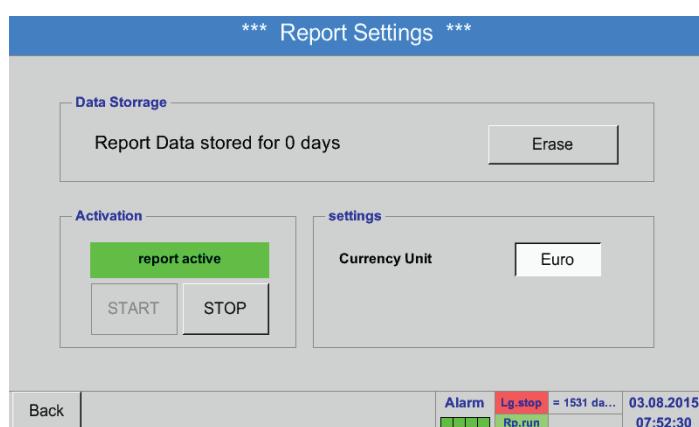 *** Report Settings ***
Data Storrage
Report Data stored for 0 days
Erase
Activation
report active
START
STOP
settings
Currency Unit
Euro
Back
Alarm
Lg.stop
= 1531 da...
03.08.2015
Rp.run
07:52:30